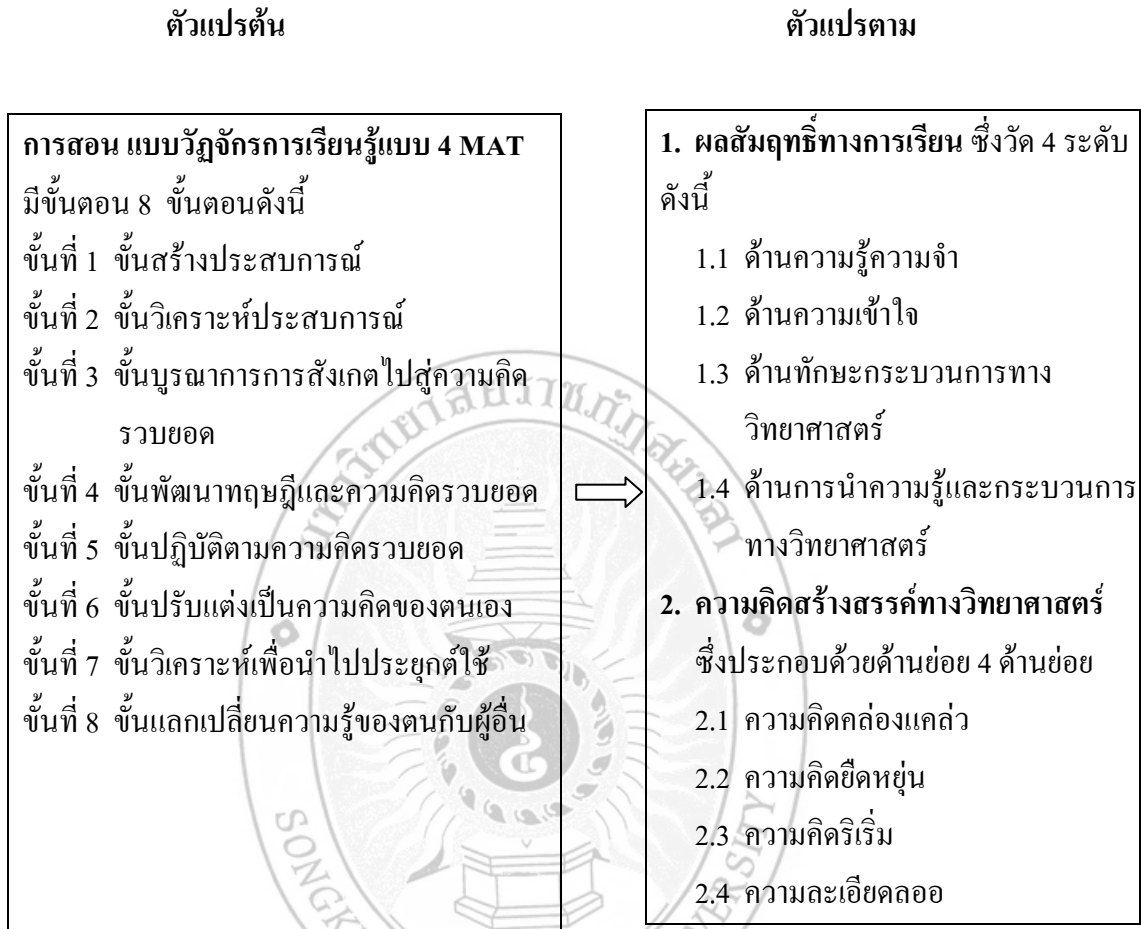 ตัวแปรต้น
ตัวแปรตาม
การสอน แบบวัฏจักรการเรียนรู้แบบ 4 MAT
มีขั้นตอน 8 ขั้นตอนดังนี้
ขั้นที่ 1 ขั้นสร้างประสบการณ์
ขั้นที่ 2 ขั้นวิเคราะห์ประสบการณ์
ขั้นที่ 3 ขั้นบูรณาการการสังเกตไปสู่ความคิด
รวบยอด
ขั้นที่ 4 ขั้นพัฒนาทฤษฎีและความคิดรวบยอด
ขั้นที่ 5 ขั้นปฏิบัติตามความคิดรวบยอด
ขั้นที่ 6 ขั้นปรับแต่งเป็นความคิดของตนเอง
ขั้นที่ 7 ขั้นวิเคราะห์เพื่อนำไปประยุกต์ใช้
ขั้นที่ 8 ขั้นแลกเปลี่ยนความรู้ของตนกับผู้อื่น
1. ผลสัมฤทธิ์ทางการเรียน ซึ่งวัด 4 ระดับ
ดังนี้
1.1 ด้านความรู้ความจำ
1.2 ด้านความเข้าใจ
1.3 ด้านทักษะกระบวนการทาง
วิทยาศาสตร์
1.4 ด้านการนำความรู้และกระบวนการ
ทางวิทยาศาสตร์
2. ความคิดสร้างสรรค์ทางวิทยาศาสตร์
ซึ่งประกอบด้วยด้านย่อย 4 ด้านย่อย
2.1 ความคิดคล่องแคล่ว
2.2 ความคิดยืดหยุ่น
2.3 ความคิดริเริ่ม
2.4 ความละเอียดลออ
มหาวิทยาลัยราชภัฏสงขลา